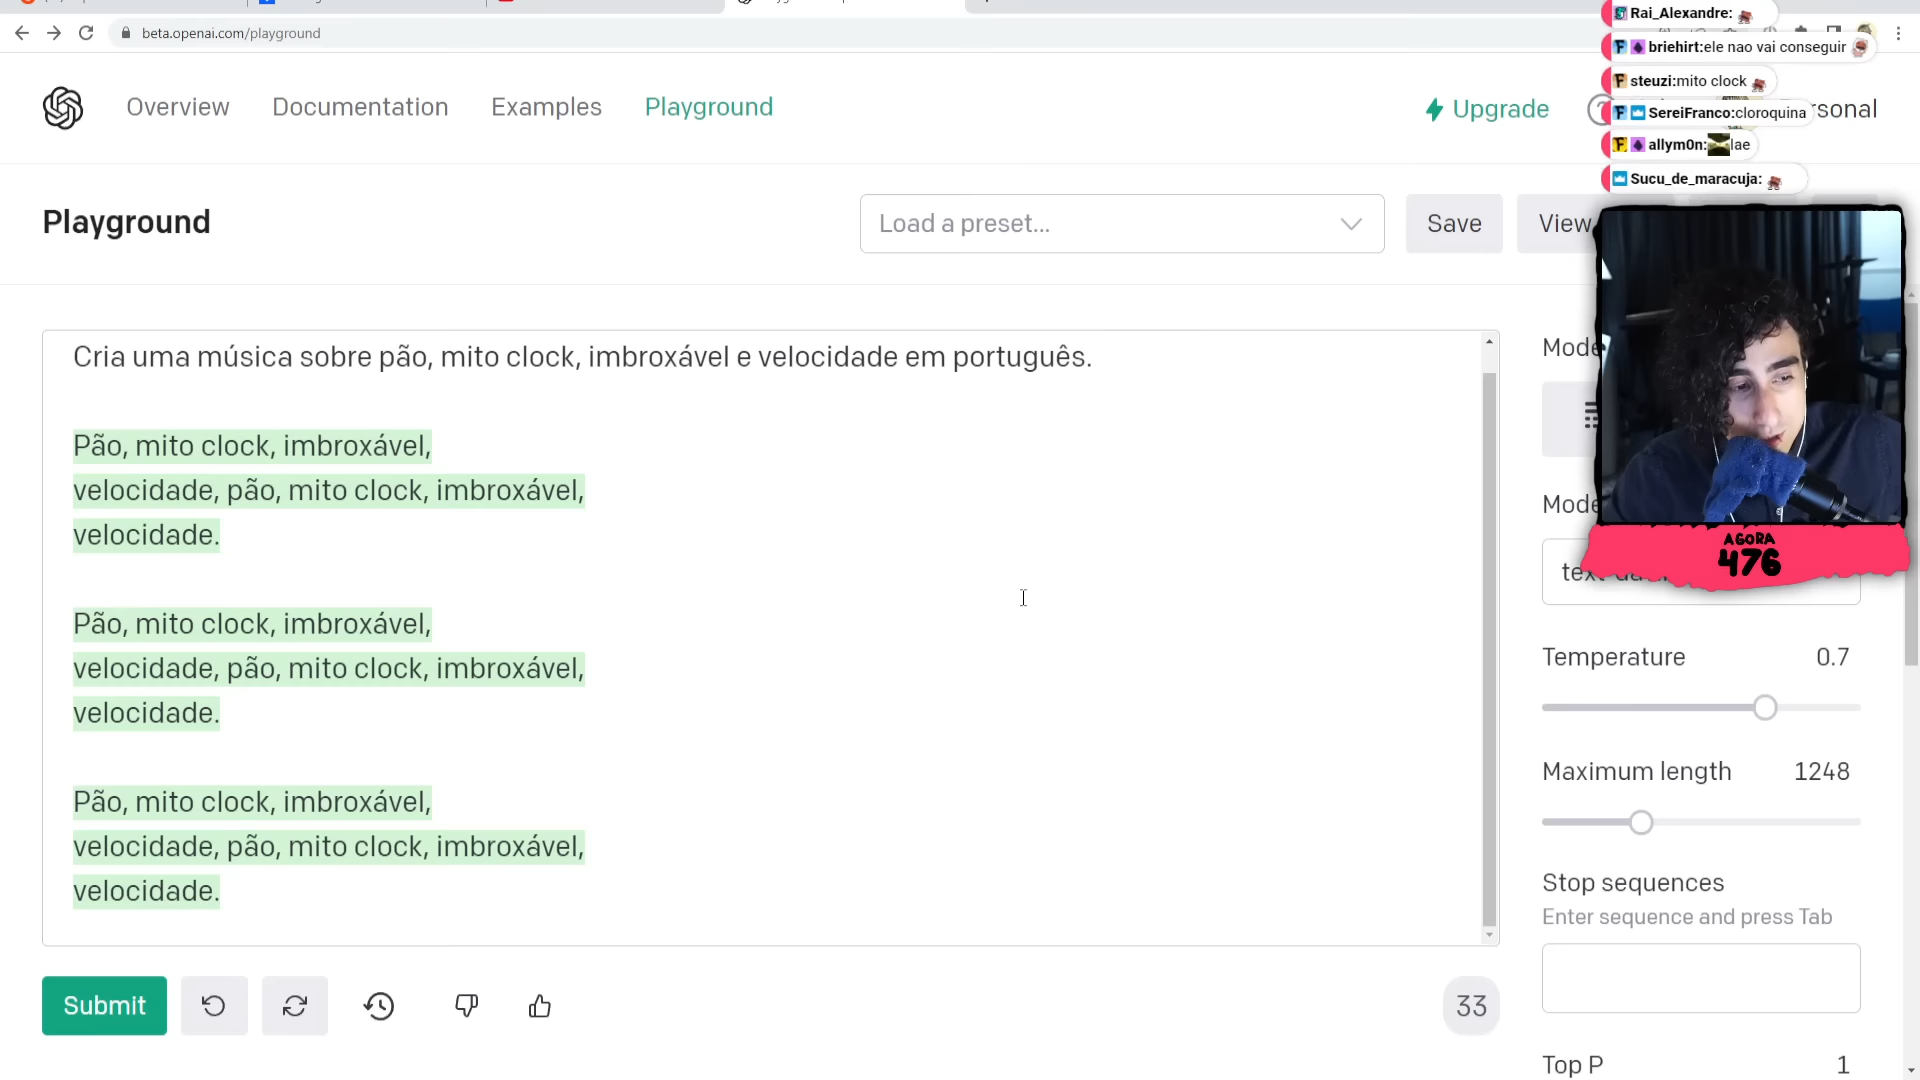 beta.openai.com/playground
Overview
Documentation
Examples
Playground
Upgrade
sonal
Rai_Alexandre:
briehirt:ele nao vai conseguir
steuzi:mito clock
SereiFranco:cloroquina
allym0n: lae
Sucu_de_maracuja:
Playground
Load a preset...
Save
View
Cria uma música sobre pão, mito clock, imbroxável e velocidade em português.
Pão, mito clock, imbroxável,
velocidade, pão, mito clock, imbroxável,
velocidade.
Pão, mito clock, imbroxável,
velocidade, pão, mito clock, imbroxável,
velocidade.
Pão, mito clock, imbroxável,
velocidade, pão, mito clock, imbroxável,
velocidade.
Submit
33
Mode
Mode
AGORA
476
Temperature 0.7
Maximum length 1248
Stop sequences
Enter sequence and press Tab
Top P 1